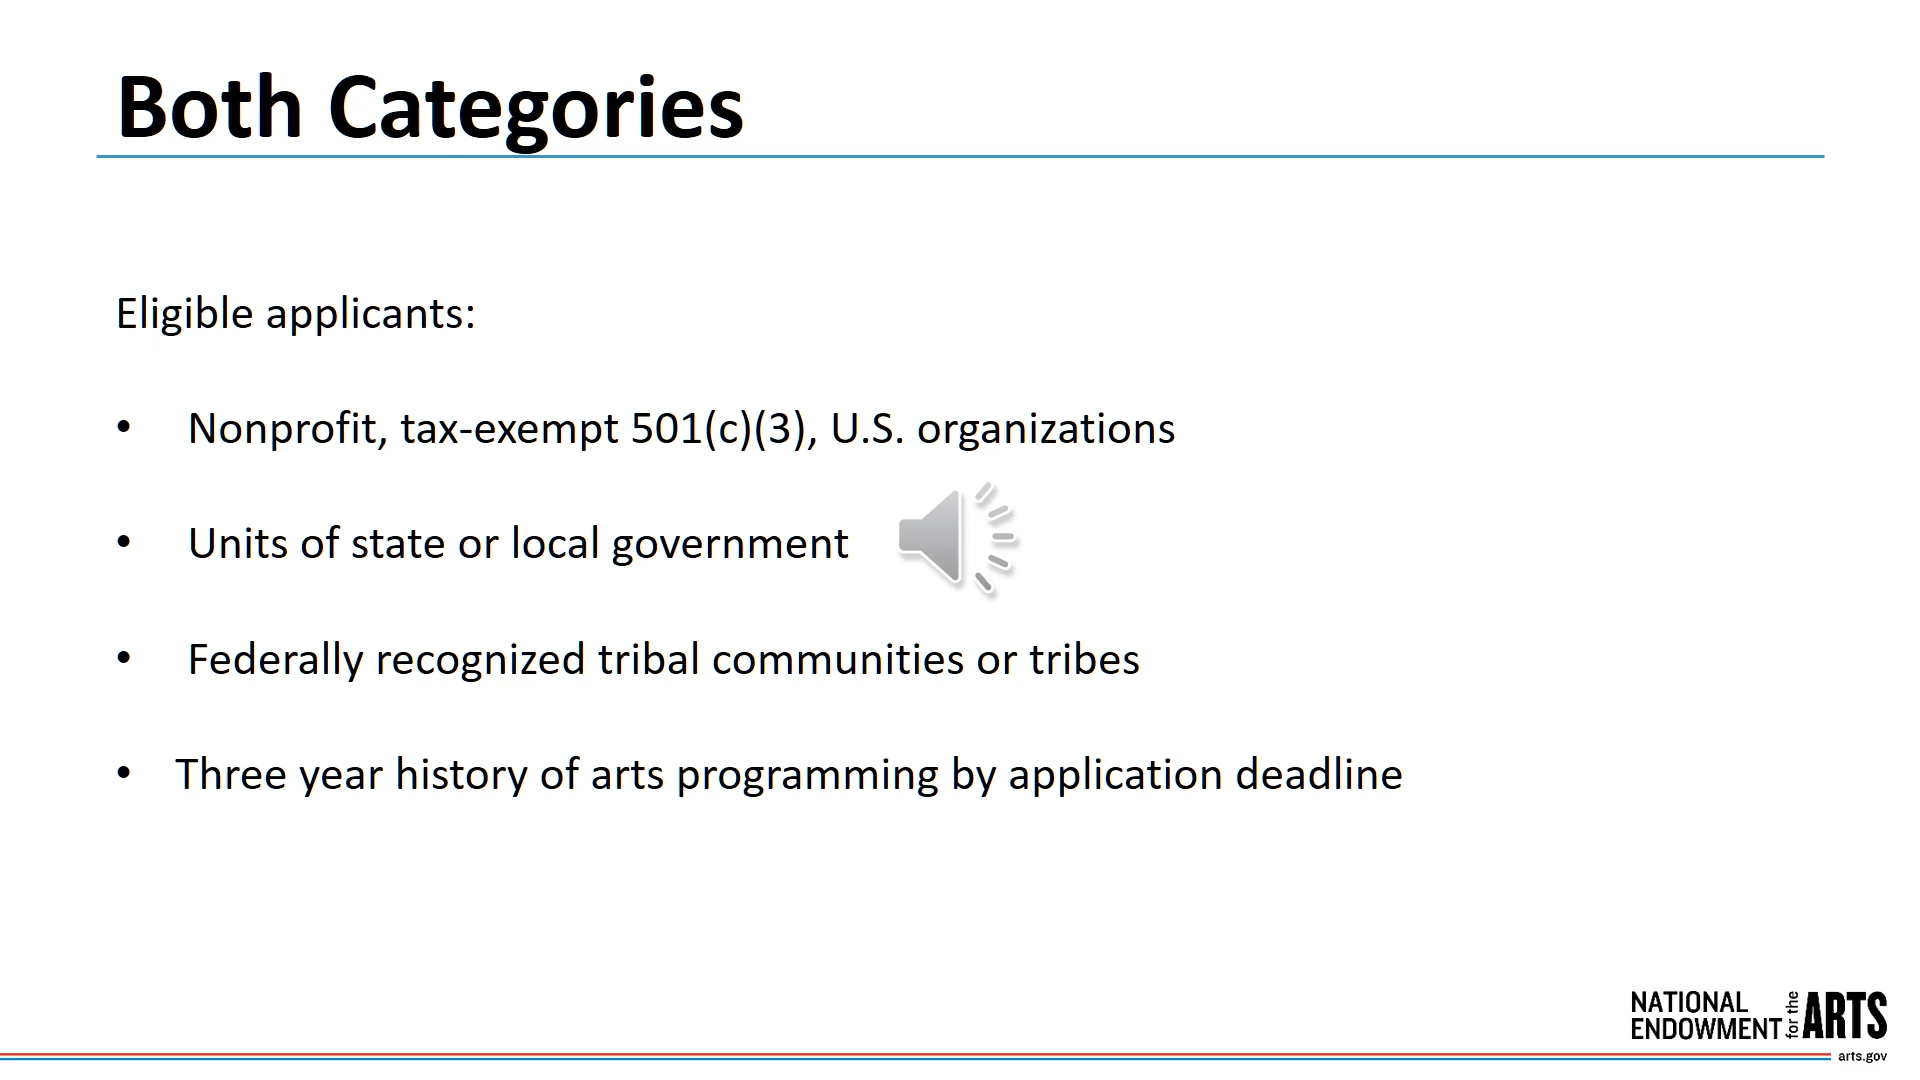 Both Categories
Eligible applicants:
• Nonprofit, tax-exempt 501(c)(3), U.S. organizations
• Units of state or local government
• Federally recognized tribal communities or tribes
• Three year history of arts programming by application deadline
NATIONAL
ENDOWMENT
for the
ARTS
arts.gov